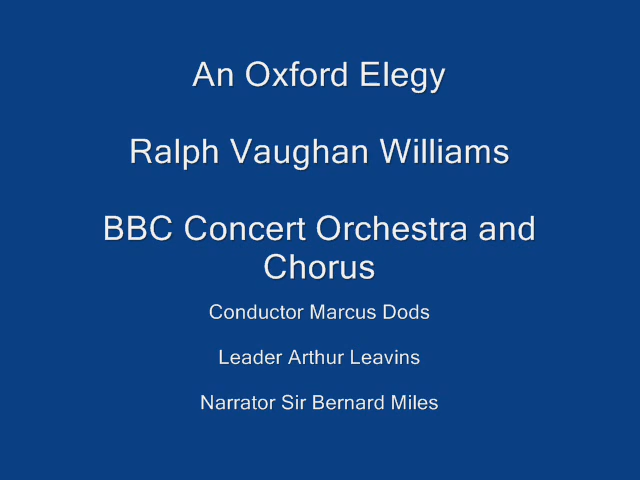 An Oxford Elegy
Ralph Vaughan Williams
BBC Concert Orchestra and
Chorus
Conductor Marcus Dods
Leader Arthur Leavins
Narrator Sir Bernard Miles